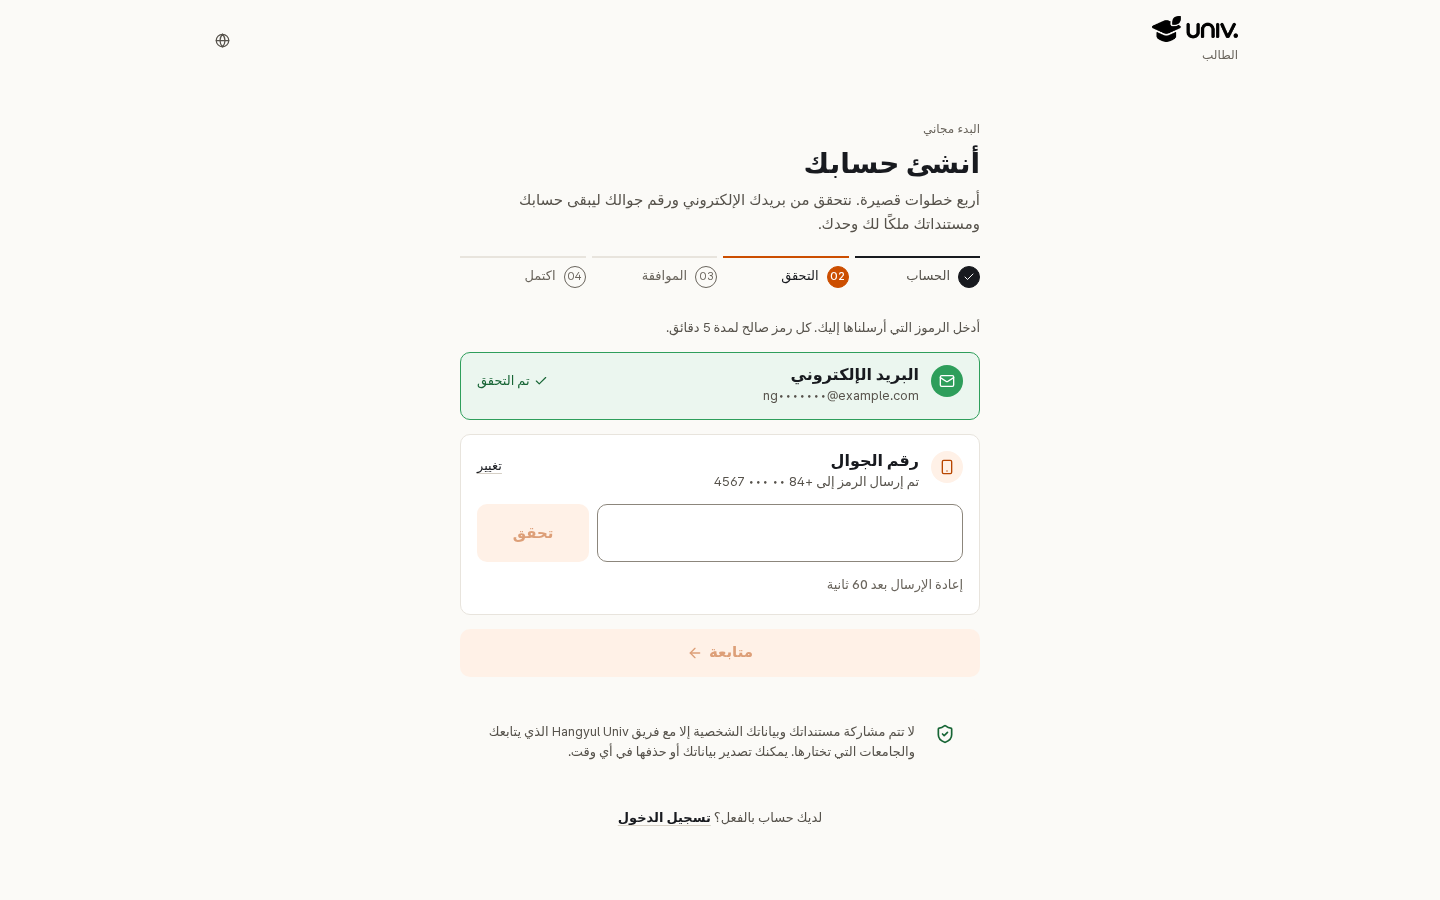 UNIV.
الطالب
البدء مجاني
أنشئ حسابك
أربع خطوات قصيرة. نتحقق من بريدك الإلكتروني ورقم جوالك ليبقى حسابك
ومستنداتك ملكًا لك وحدك.
الحساب
02 التحقق
03 الموافقة
04 اكتمل
أدخل الرموز التي أرسلناها إليك. كل رمز صالح لمدة 5 دقائق.
البريد الإلكتروني
ng•••••••@example.com
تم التحقق
رقم الجوال
تم إرسال الرمز إلى +84 •• ••• 4567
تغيير
تحقق
إعادة الإرسال بعد 60 ثانية
متابعة
لا تتم مشاركة مستنداتك وبياناتك الشخصية إلا مع فريق Hangyul Univ الذي يتابعك
والجامعات التي تختارها. يمكنك تصدير بياناتك أو حذفها في أي وقت.
لديك حساب بالفعل؟ تسجيل الدخول